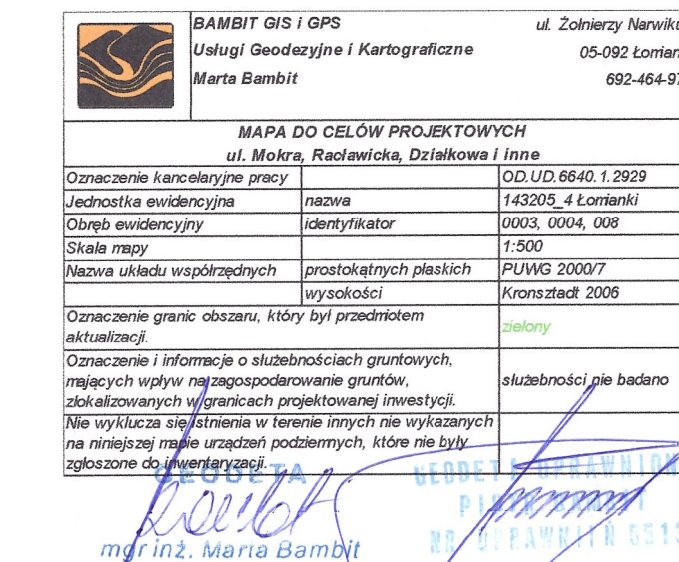 BAMBIT GIS i GPS
ul. Żołnierzy Narwiku
Usługi Geodezyjne i Kartograficzne
05-092 Łomian
Marta Bambit
692-464-97
MAPA DO CELÓW PROJEKTOWYCH
ul. Mokra, Racławicka, Działkowa i inne
Oznaczenie kancelaryjne pracy OD.UD.6640.1.2929
Jednostka ewidencyjna nazwa 143205_4 Łomianki
Obręb ewidencyjny identyfikator 0003, 0004, 008
Skala mapy 1:500
Nazwa układu współrzędnych prostokątnych płaskich PUWG 2000/7
wysokości Kronsztadt 2006
Oznaczenie granic obszaru, który był przedmiotem
aktualizacji.
zielony
Oznaczenie i informacje o służebnościach gruntowych,
mających wpływ na zagospodarowanie gruntów,
zlokalizowanych w granicach projektowanej inwestycji.
służebności nie badano
Nie wyklucza się istnienia w terenie innych nie wykazanych
na niniejszej mapie urządzeń podziemnych, które nie były
zgłoszone do inwentaryzacji.
GEODETA
mgr inż. Marta Bambit
GEODETA UPRAWNION
NR UPRAWNIEŃ